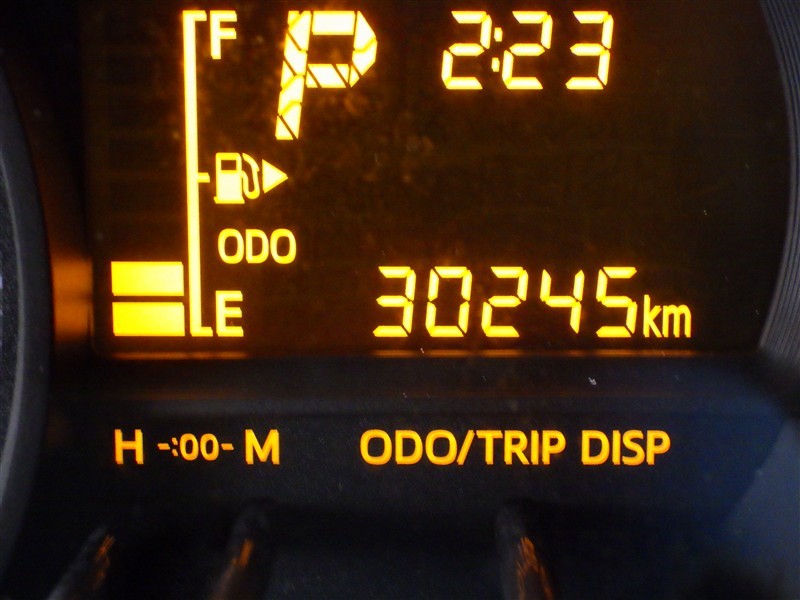 F P 2:23
ODO
E 30245km
H -:00- M ODO/TRIP DISP